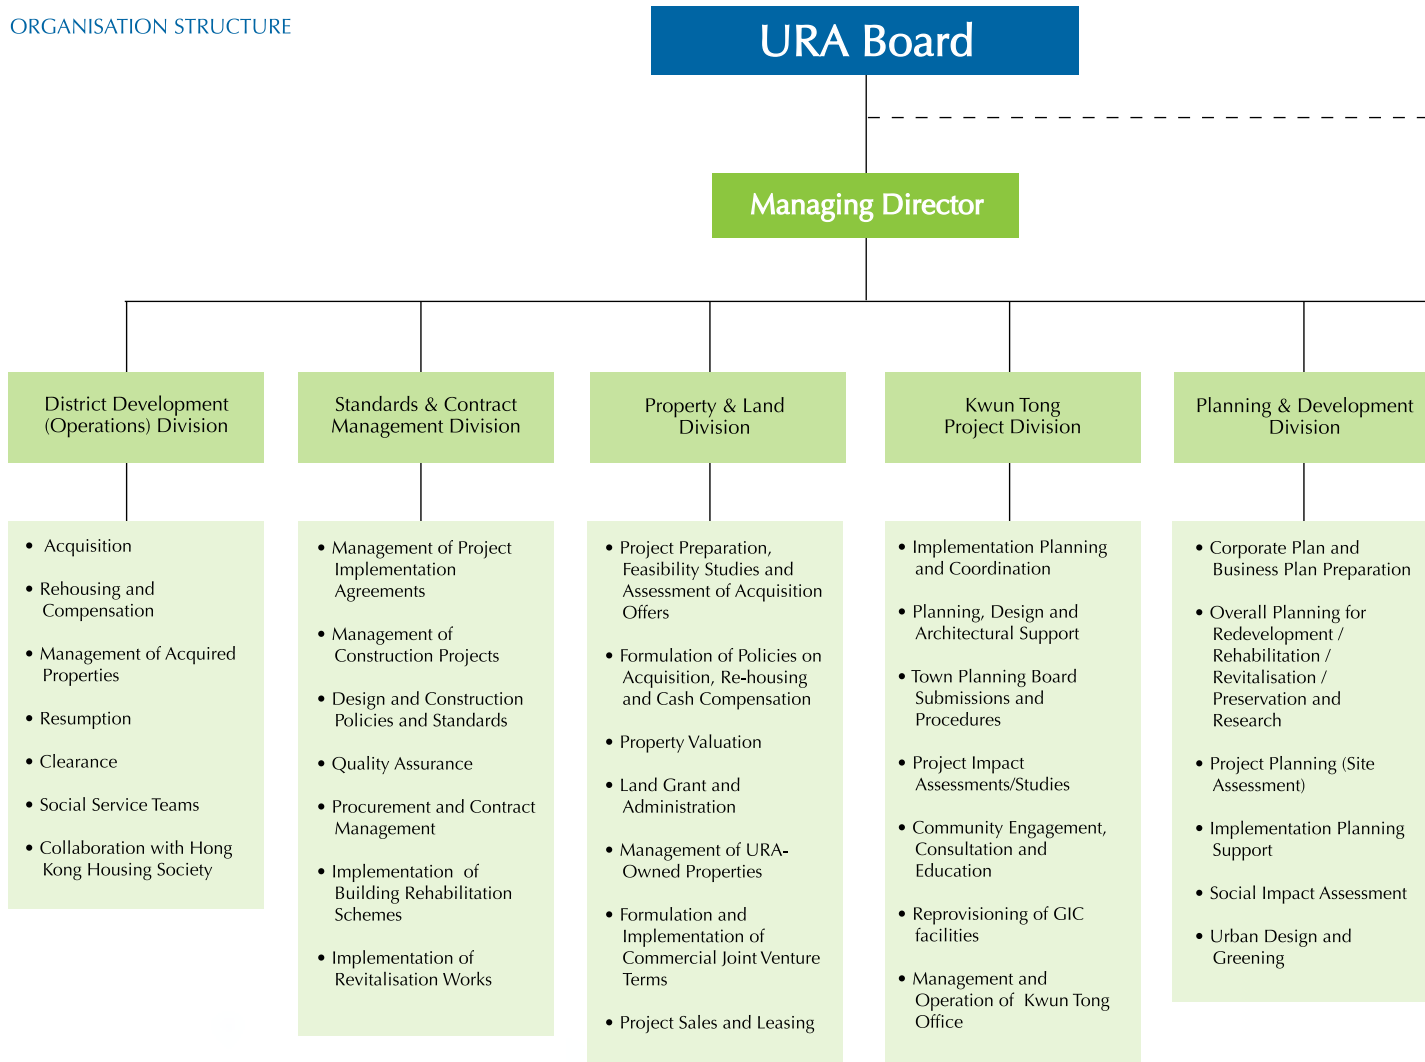 ORGANISATION STRUCTURE
URA Board
Managing Director
District Development
(Operations) Division
• Acquisition
• Rehousing and
Compensation
• Management of Acquired
Properties
• Resumption
• Clearance
• Social Service Teams
• Collaboration with Hong
Kong Housing Society
Standards & Contract
Management Division
• Management of Project
Implementation
Agreements
• Management of
Construction Projects
• Design and Construction
Policies and Standards
• Quality Assurance
• Procurement and Contract
Management
• Implementation of
Building Rehabilitation
Schemes
• Implementation of
Revitalisation Works
Property & Land
Division
• Project Preparation,
Feasibility Studies and
Assessment of Acquisition
Offers
• Formulation of Policies on
Acquisition, Re-housing
and Cash Compensation
• Property Valuation
• Land Grant and
Administration
• Management of URA-
Owned Properties
• Formulation and
Implementation of
Commercial Joint Venture
Terms
• Project Sales and Leasing
Kwun Tong
Project Division
• Implementation Planning
and Coordination
• Planning, Design and
Architectural Support
• Town Planning Board
Submissions and
Procedures
• Project Impact
Assessments/Studies
• Community Engagement,
Consultation and
Education
• Reprovisioning of GIC
facilities
• Management and
Operation of Kwun Tong
Office
Planning & Development
Division
• Corporate Plan and
Business Plan Preparation
• Overall Planning for
Redevelopment /
Rehabilitation /
Revitalisation /
Preservation and
Research
• Project Planning (Site
Assessment)
• Implementation Planning
Support
• Social Impact Assessment
• Urban Design and
Greening